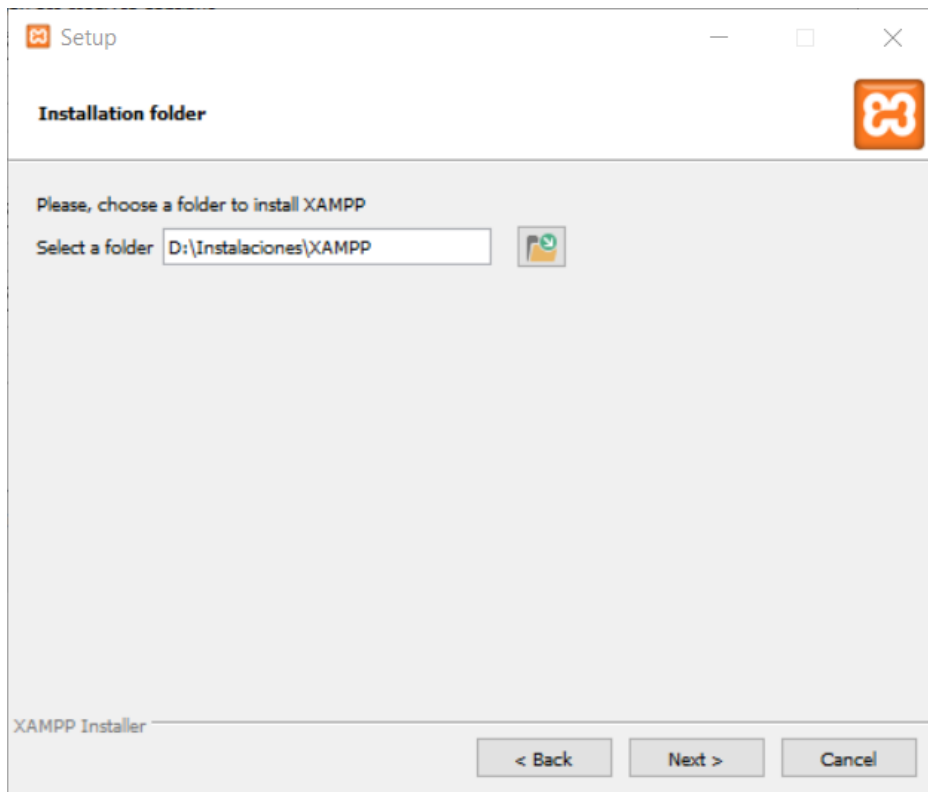 Setup
Installation folder
Please, choose a folder to install XAMPP
Select a folder D:\Instalaciones\XAMPP
XAMPP Installer
< Back Next > Cancel